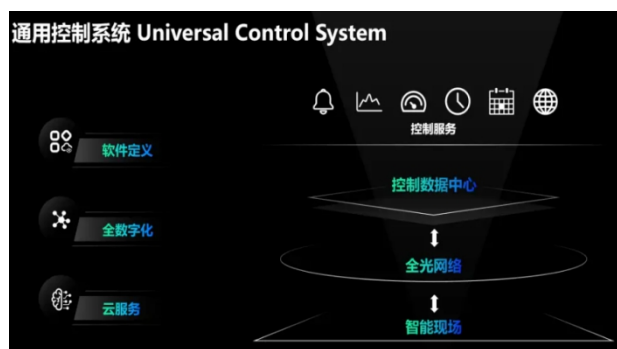 通用控制系统 Universal Control System
控制服务
软件定义
控制数据中心
全数字化
全光网络
云服务
智能现场